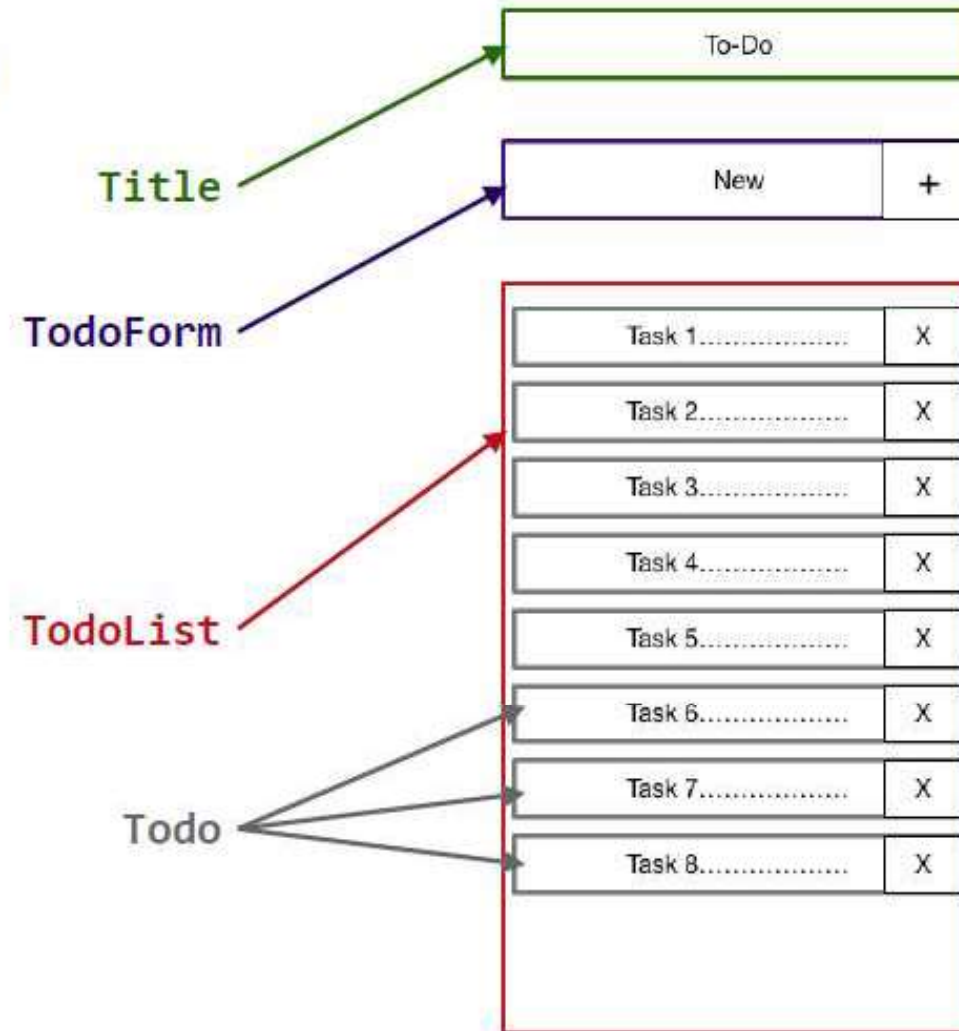 To-Do
Title
New +
TodoForm
Task 1.................. X
Task 2.................. X
Task 3.................. X
Task 4.................. X
TodoList
Task 5.................. X
Task 6.................. X
Todo
Task 7.................. X
Task 8.................. X